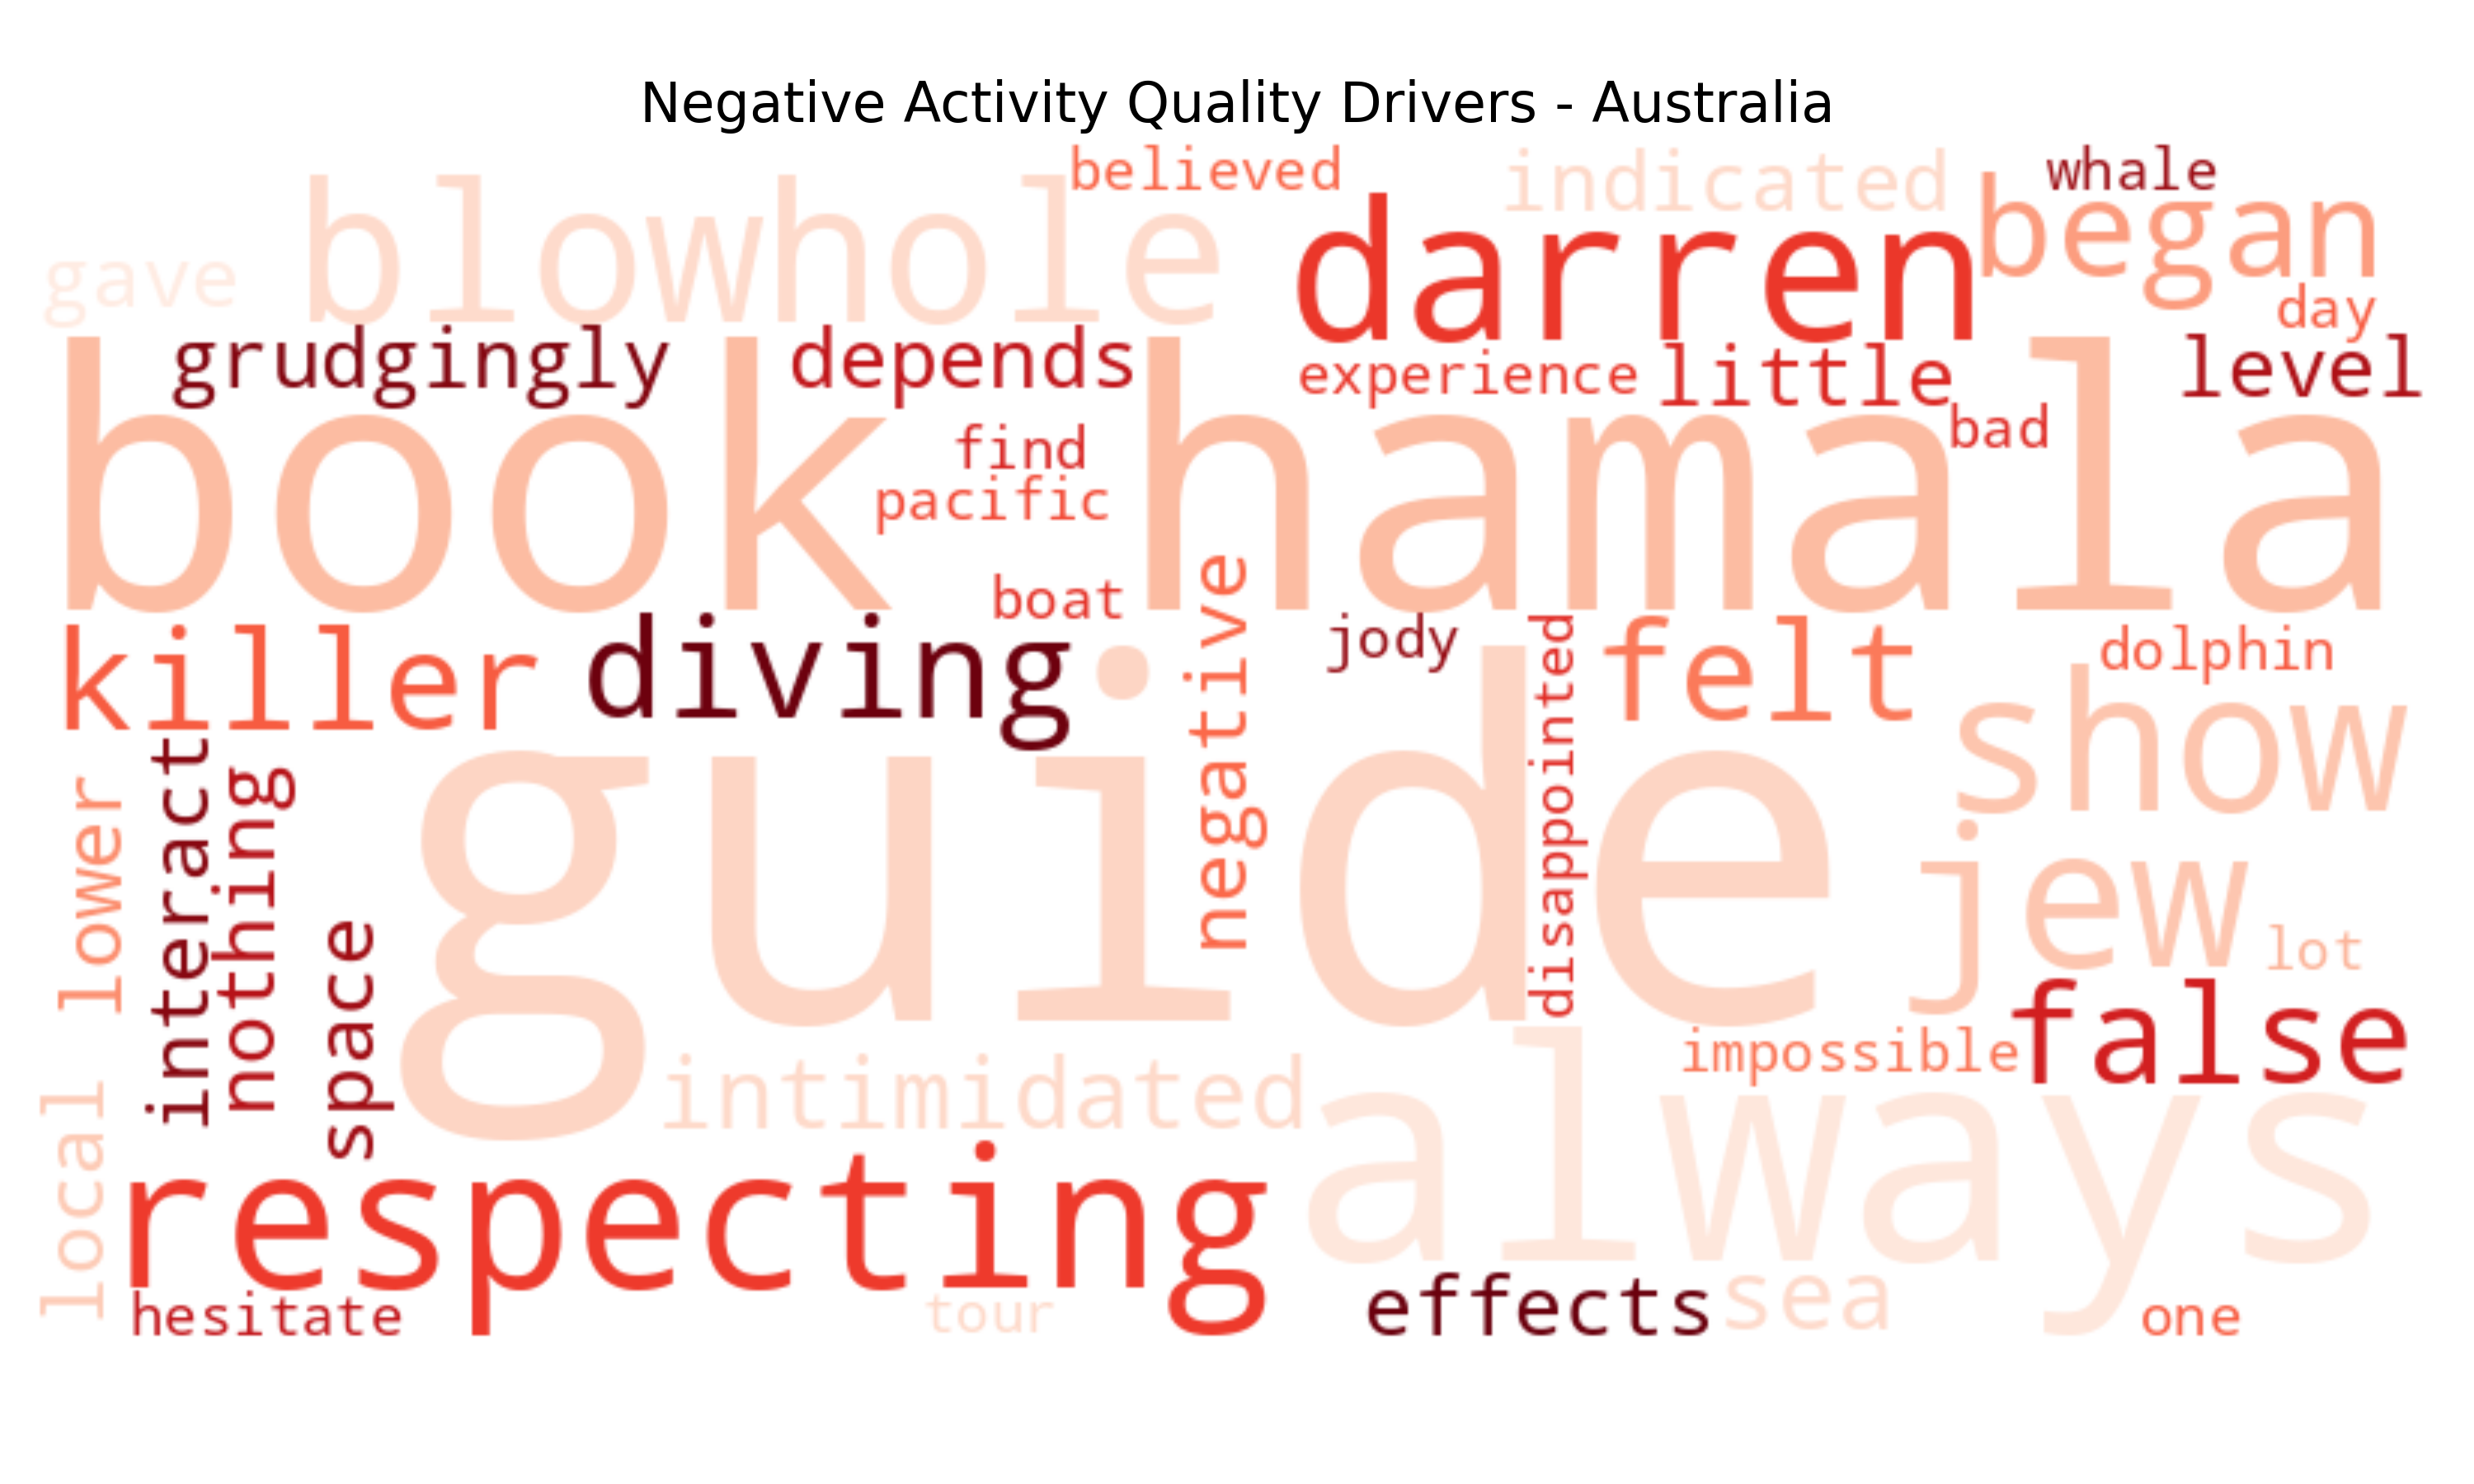 Negative Activity Quality Drivers - Australia
believed
indicated
whale
blowhole
darren
began
gave
day
grudgingly
depends
experience
little
level
book
hamala
bad
find
pacific
boat
negative
jody
disappointed
felt
dolphin
killer
diving
show
guide
interact
nothing
lower
jew
space
lot
false
impossible
intimidated
always
local
respecting
effects
sea
hesitate
tour
one